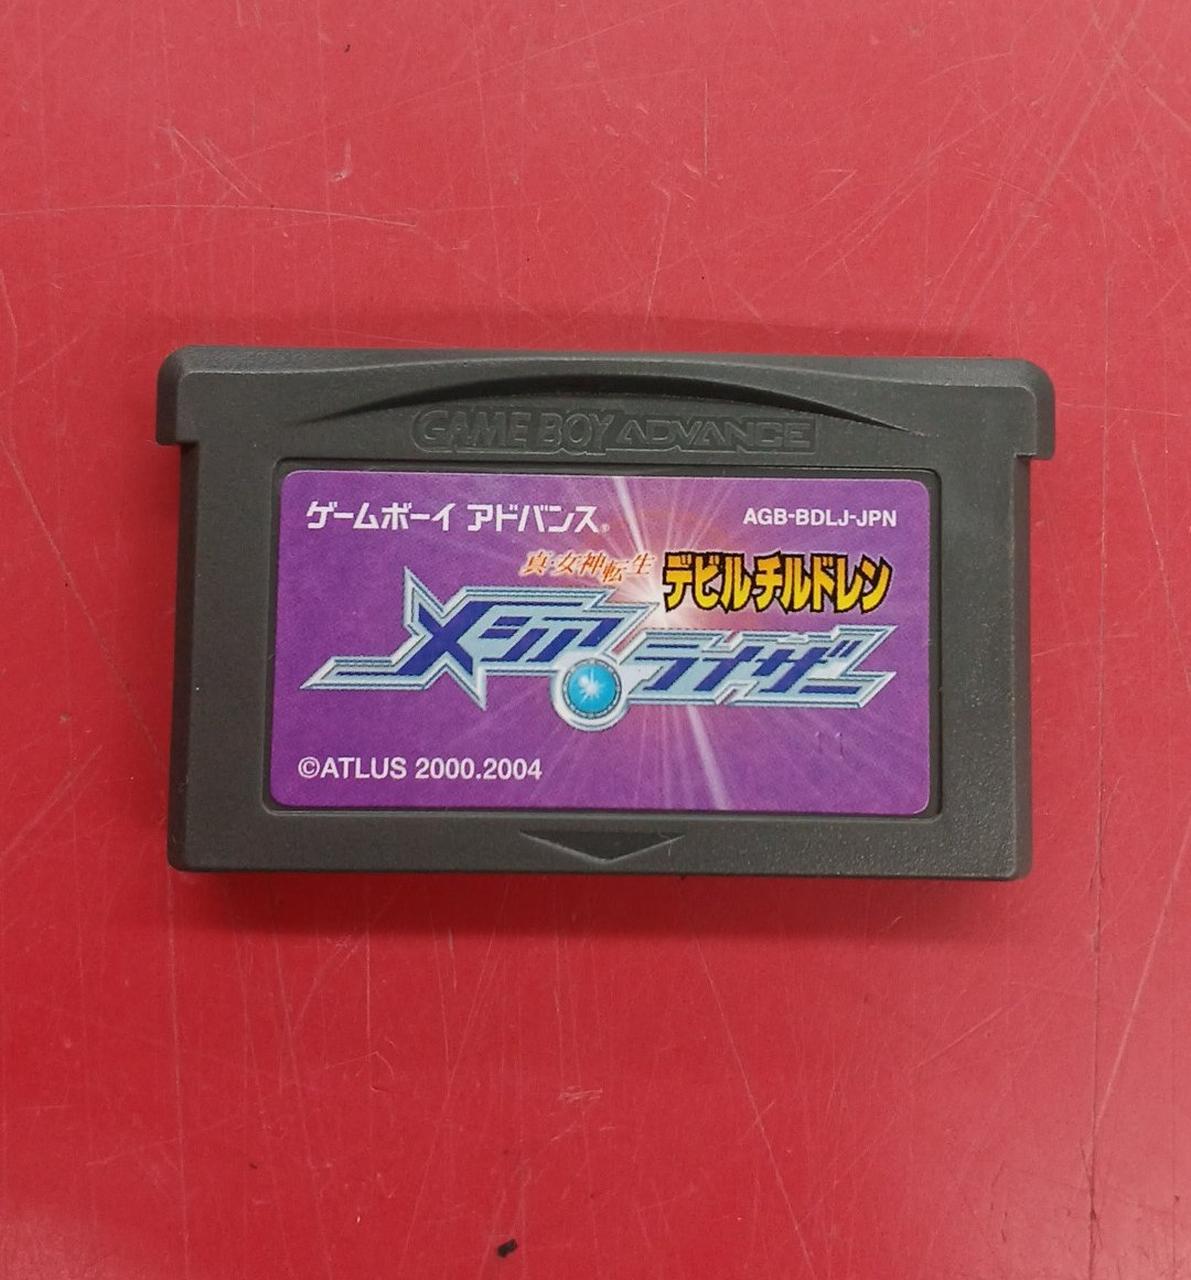 GAME BOY ADVANCE
ゲームボーイ アドバンス®
AGB-BDLJ-JPN
真・女神転生
デビルチルドレン
メシアライザー
©ATLUS 2000.2004